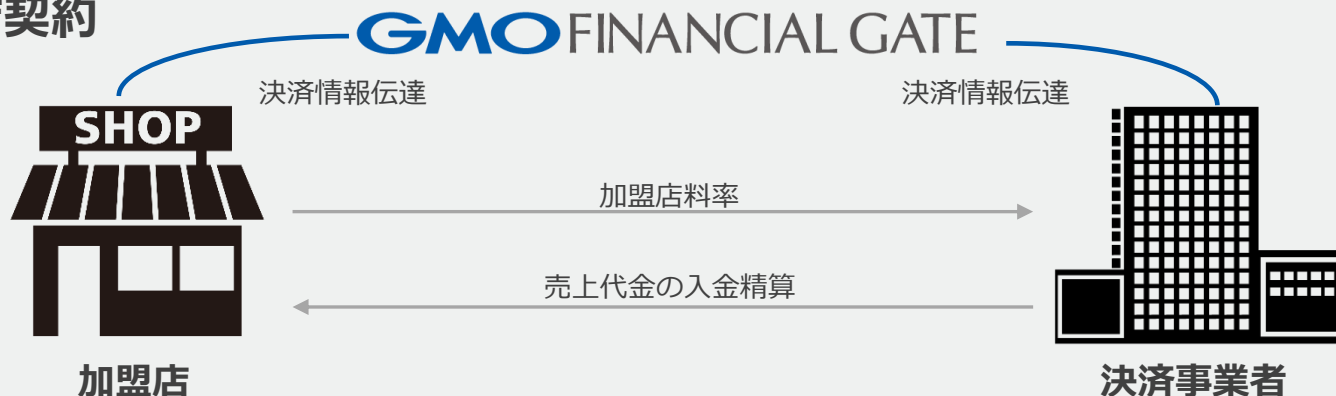 契約
GMO FINANCIAL GATE
決済情報伝達
決済情報伝達
SHOP
加盟店料率
売上代金の入金精算
加盟店
決済事業者